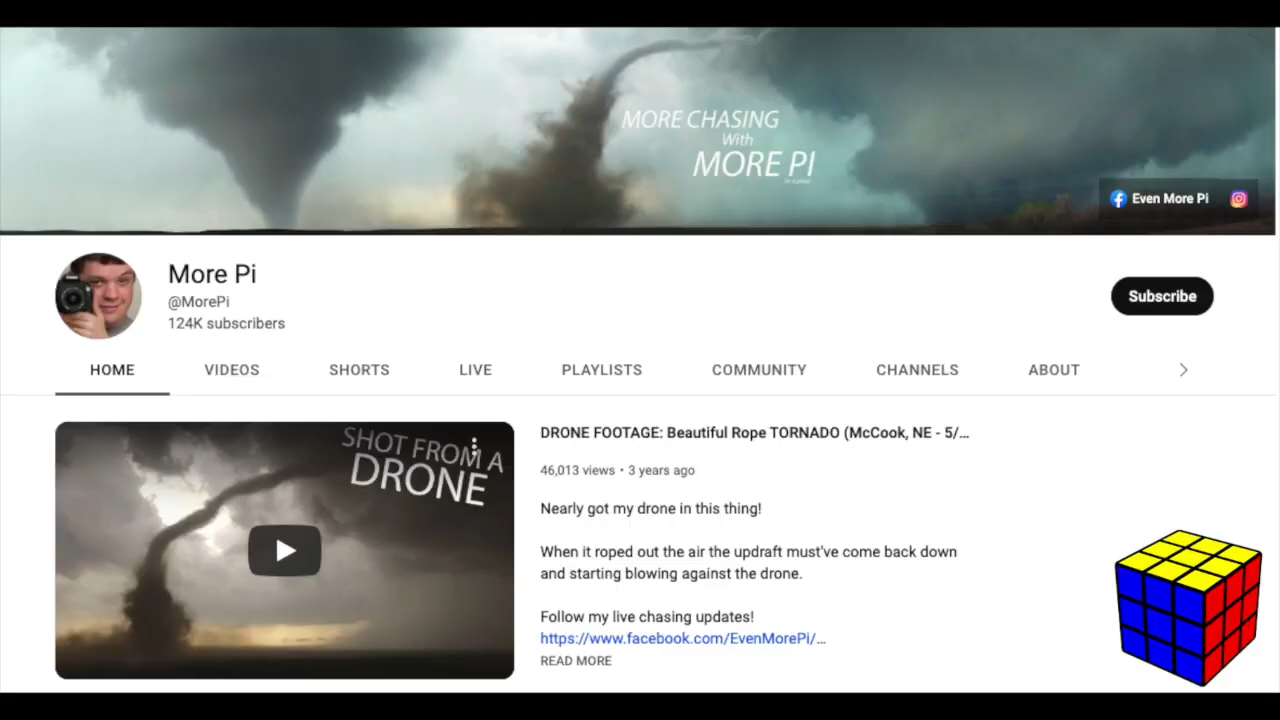 MORE CHASING
With
MORE PI
Even More Pi
More Pi
@MorePi
124K subscribers
Subscribe
HOME VIDEOS SHORTS LIVE PLAYLISTS COMMUNITY CHANNELS ABOUT
SHOT FROM A
DRONE
DRONE FOOTAGE: Beautiful Rope TORNADO (McCook, NE - 5/...
46,013 views • 3 years ago
Nearly got my drone in this thing!
When it roped out the air the updraft must've come back down
and starting blowing against the drone.
Follow my live chasing updates!
https://www.facebook.com/EvenMorePi/...
READ MORE